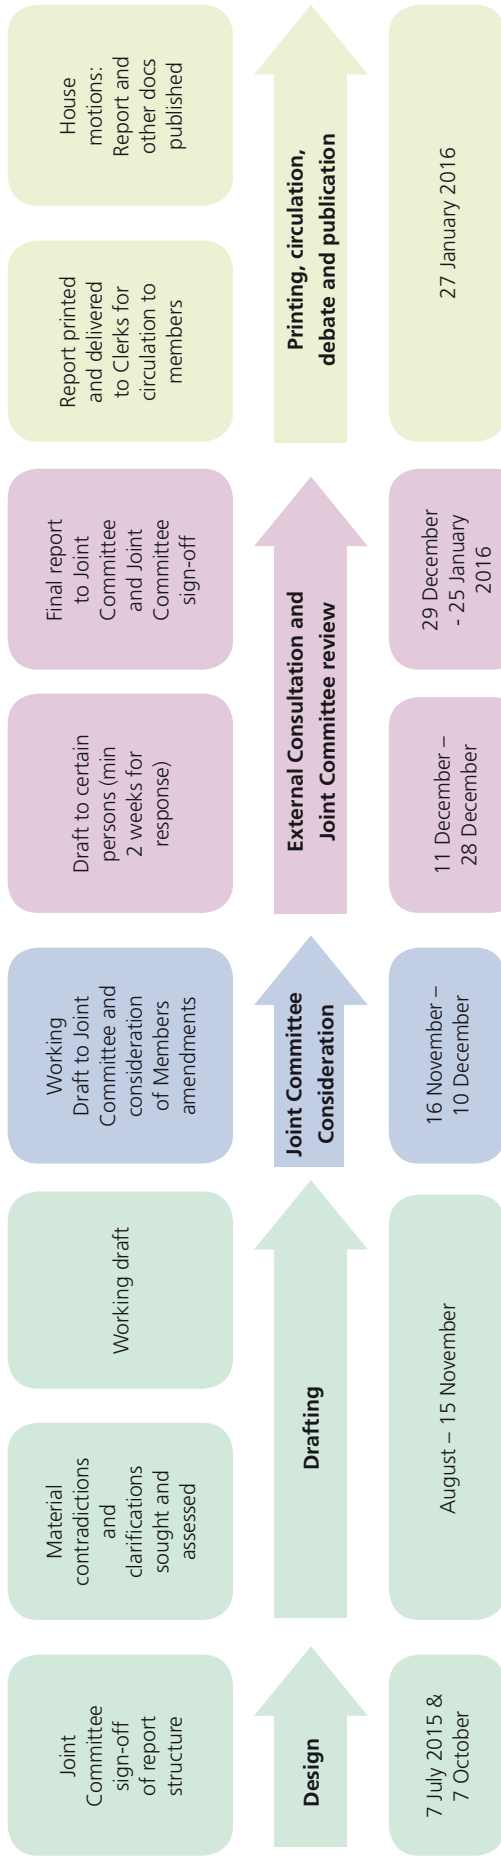 Joint
Committee
sign-off
of report
structure
Material
contradictions
and
clarifications
sought and
assessed
Working draft
Working
Draft to Joint
Committee and
consideration
of Members
amendments
Draft to certain
persons (min
2 weeks for
response)
Final report
to Joint
Committee
and Joint
Committee
sign-off
Report printed
and delivered
to Clerks for
circulation to
members
House
motions:
Report and
other docs
published
Design
Drafting
Joint Committee
Consideration
External Consultation and
Joint Committee review
Printing, circulation,
debate and publication
7 July 2015 &
7 October
August – 15 November
16 November –
10 December
11 December –
28 December
29 December
- 25 January
2016
27 January 2016